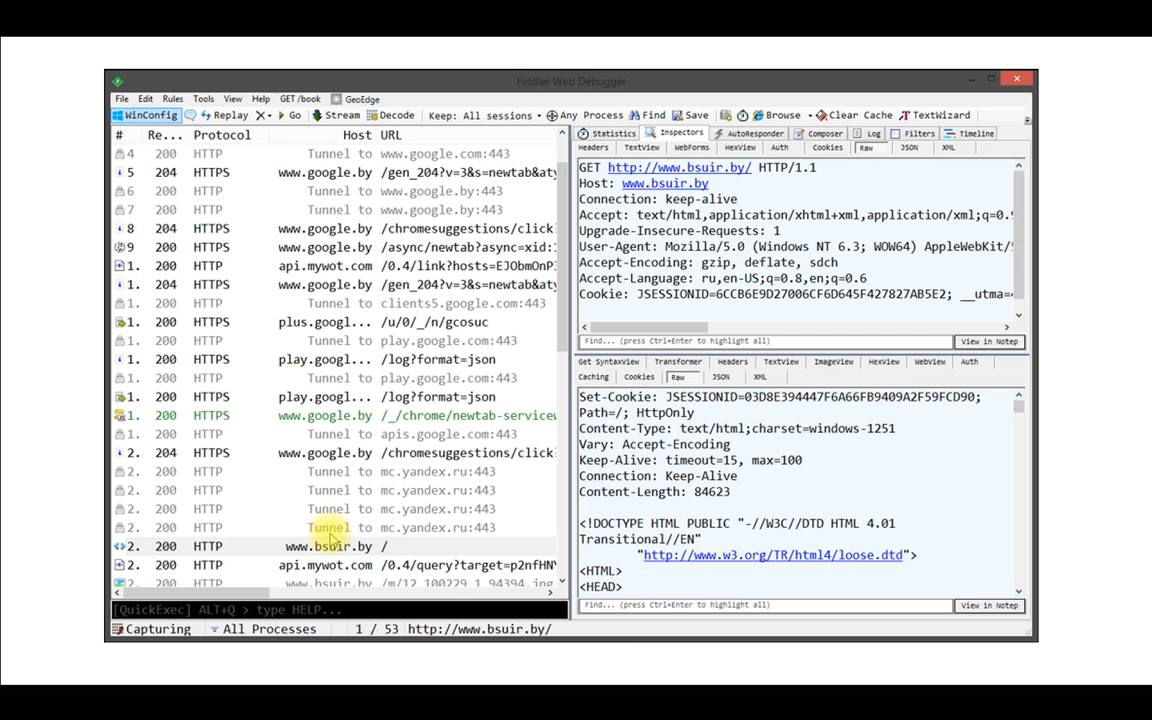 Fiddler Web Debugger
File Edit Rules Tools View Help GET /book GeoEdge
WinConfig Replay Go Stream Decode Keep: All sessions Any Process Find Save Browse Clear Cache TextWizard
# Re... Protocol Host URL
4 200 HTTP Tunnel to www.google.com:443
5 204 HTTPS www.google.by /gen_204?v=3&s=newtab&aty
6 200 HTTP Tunnel to www.google.by:443
7 200 HTTP Tunnel to www.google.by:443
8 200 HTTPS www.google.by /chromesuggestions/click
9 200 HTTPS www.google.by /async/newtab?async=xid:
1. 200 HTTPS api.mywot.com /0.4/link?hosts=EJObmOnP
1. 204 HTTPS www.google.by /gen_204?v=3&s=newtab&aty
1. 200 HTTP Tunnel to clients5.google.com:443
1. 200 HTTPS plus.googl... /u/0/_/n/gcosuc
1. 200 HTTP Tunnel to play.google.com:443
1. 200 HTTPS play.googl... /log?format=json
1. 200 HTTP Tunnel to play.google.com:443
1. 200 HTTPS play.googl... /log?format=json
1. 200 HTTPS www.google.by /_/chrome/newtab-service
1. 200 HTTP Tunnel to apis.google.com:443
2. 204 HTTPS www.google.by /chromesuggestions/click
2. 200 HTTP Tunnel to mc.yandex.ru:443
2. 200 HTTP Tunnel to mc.yandex.ru:443
2. 200 HTTP Tunnel to mc.yandex.ru:443
2. 200 HTTP Tunnel to mc.yandex.ru:443
2. 200 HTTP www.bsuir.by /
2. 200 HTTP api.mywot.com /0.4/query?target=p2nfHN
2. 200 HTTP www.bsuir.by /m/12_100229_1_94394.jpg
[QuickExec] ALT+Q > type HELP...
Capturing All Processes 1 / 53 http://www.bsuir.by/
Statistics Inspectors AutoResponder Composer Log Filters Timeline
Headers TextView WebForms HexView Auth Cookies Raw JSON XML
GET http://www.bsuir.by/ HTTP/1.1
Host: www.bsuir.by
Connection: keep-alive
Accept: text/html,application/xhtml+xml,application/xml;q=0.9
Upgrade-Insecure-Requests: 1
User-Agent: Mozilla/5.0 (Windows NT 6.3; WOW64) AppleWebKit/5
Accept-Encoding: gzip, deflate, sdch
Accept-Language: ru,en-US;q=0.8,en;q=0.6
Cookie: JSESSIONID=6CCB6E9D27006CF6D645F427827AB5E2; __utma=
Find... (press Ctrl+Enter to highlight all) View in Notep
Get SyntaxView Transformer Headers TextView ImageView HexView WebView Auth
Caching Cookies Raw JSON XML
Set-Cookie: JSESSIONID=03D8E394447F6A66FB9409A2F59FCD90;
Path=/; HttpOnly
Content-Type: text/html;charset=windows-1251
Vary: Accept-Encoding
Keep-Alive: timeout=15, max=100
Connection: Keep-Alive
Content-Length: 84623
<!DOCTYPE HTML PUBLIC "-//W3C//DTD HTML 4.01
Transitional//EN"
"http://www.w3.org/TR/html4/loose.dtd">
<HTML>
<HEAD>
Find... (press Ctrl+Enter to highlight all) View in Notep